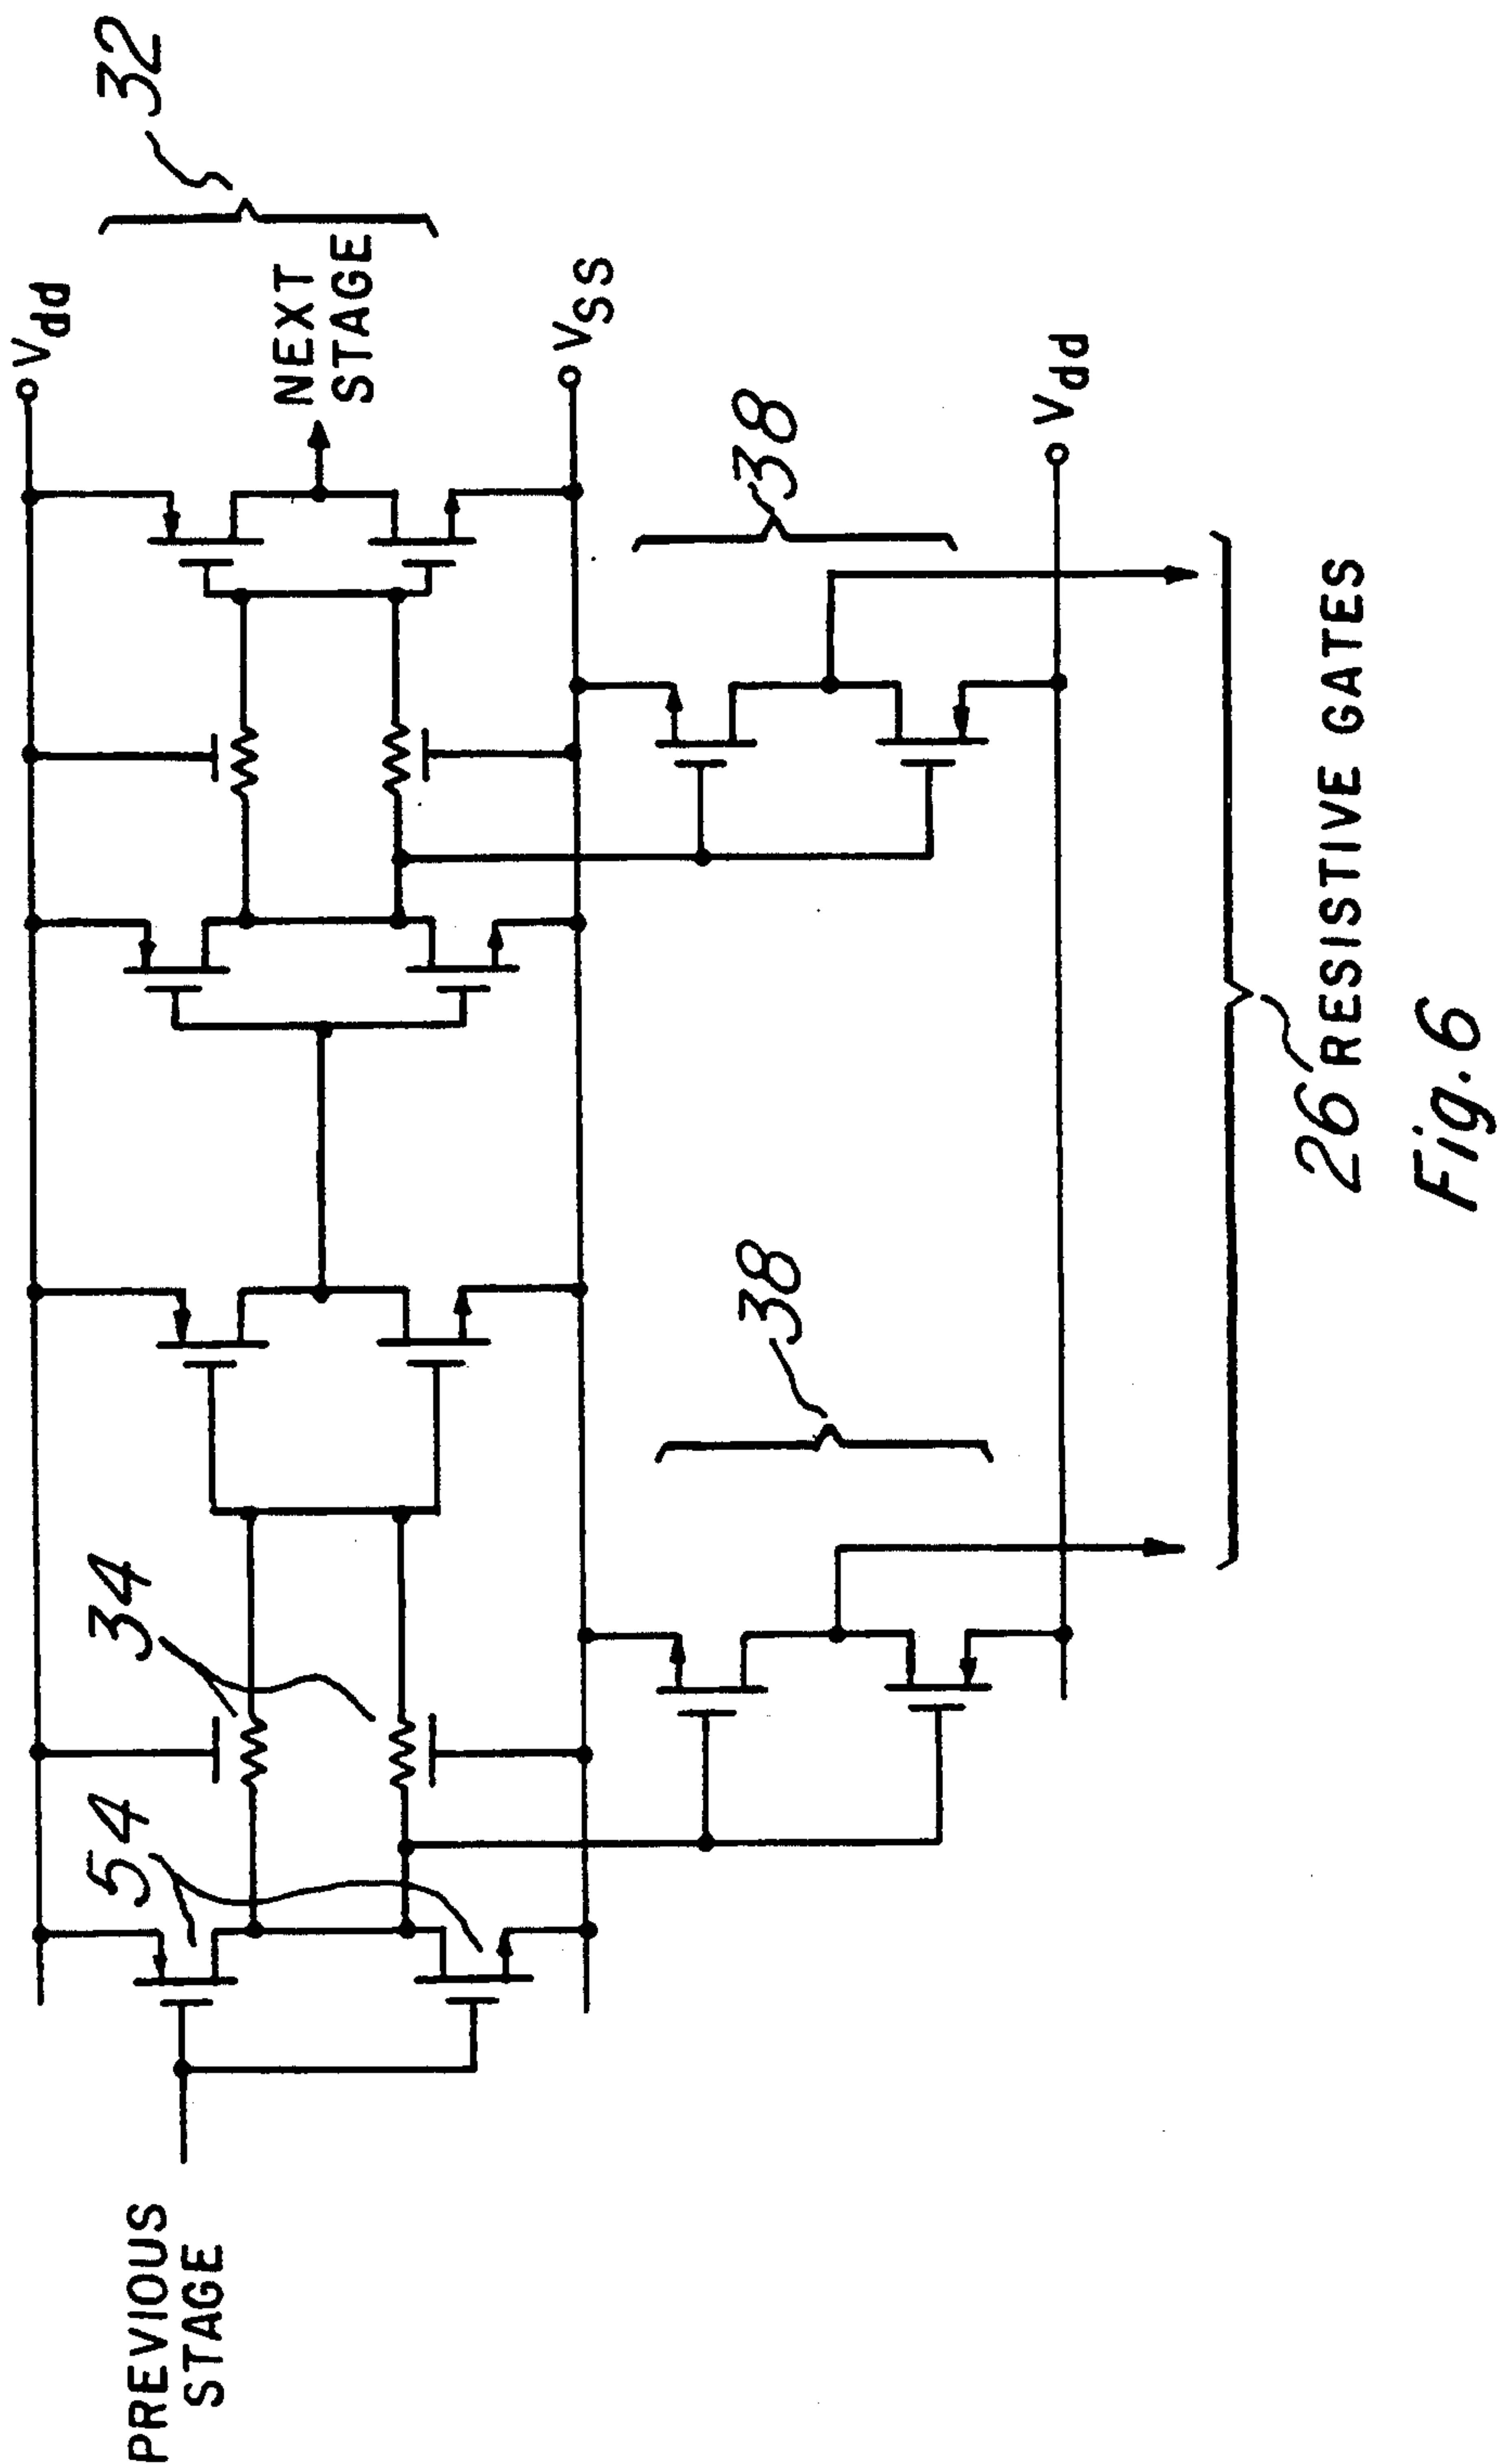 32
Vdd
NEXT
STAGE
VSS
34
54
38
38
Vdd
PREVIOUS
STAGE
26 RESISTIVE GATES
Fig. 6